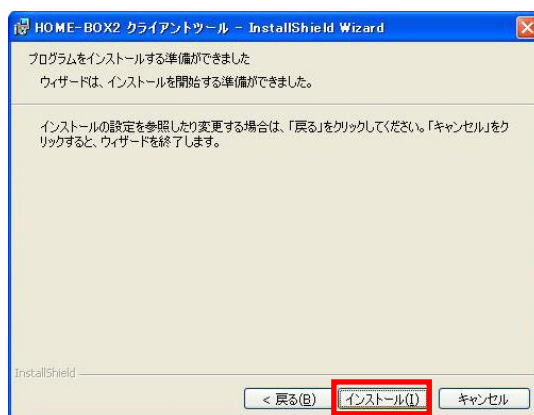 HOME-BOX2 クライアントツール - InstallShield Wizard
プログラムをインストールする準備ができました
ウィザードは、インストールを開始する準備ができました。
インストールの設定を参照したり変更する場合は、「戻る」をクリックしてください。「キャンセル」をク
リックすると、ウィザードを終了します。
InstallShield
< 戻る(B) インストール(I) キャンセル